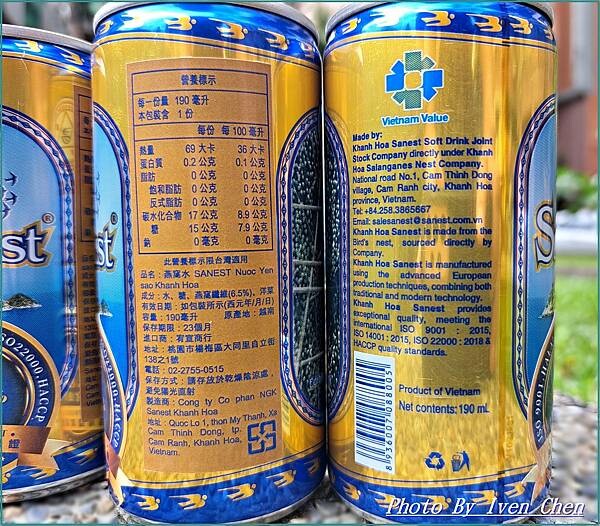 營養標示
每一份量 190 毫升
本包裝含 1 份
每份 每 100 毫升
熱量 69 大卡 36 大卡
蛋白質 0.2 公克 0.1 公克
脂肪 0 公克 0 公克
飽和脂肪 0 公克 0 公克
反式脂肪 0 公克 0 公克
碳水化合物 17 公克 8.9 公克
糖 15 公克 7.9 公克
鈉 0 毫克 0 毫克
此營養標示限台灣適用
品名：燕窩水 SANEST Nuoc Yen
sao Khanh Hoa
成分：水、糖、燕窩纖維(6.5%)、洋菜
有效日期：如包裝所示(西元年/月/日)
容量：190毫升 原產地：越南
保存期限：23個月
進口商：宥宣商行
地址：桃園市楊梅區大同里自立街
138之1號
電話：02-2755-0515
保存方式：請存放於乾燥陰涼處，
避免陽光直射
製造商：Cong ty Co phan NGK
Sanest Khanh Hoa
地址：Quoc Lo 1, thon My Thanh, Xa
Cam Thinh Dong, tp.
Cam Ranh, Khanh Hoa,
Vietnam.
Vietnam Value
Made by:
Khanh Hoa Sanest Soft Drink Joint
Stock Company directly under Khanh
Hoa Salanganes Nest Company.
National road No.1, Cam Thinh Dong
village, Cam Ranh city, Khanh Hoa
province, Vietnam.
Tel: +84.258.3865667
Email: salesanest@sanest.com.vn
Khanh Hoa Sanest is made from the
Bird's nest, sourced directly by
Company.
Khanh Hoa Sanest is manufactured
using the advanced European
production techniques, combining both
traditional and modern technology.
Khanh Hoa Sanest provides
exceptional quality, meeting the
international ISO 9001 : 2015,
ISO 14001 : 2015, ISO 22000 : 2018 &
HACCP quality standards.
Product of Vietnam
Net contents: 190 mL
8 936007 088005
ISO22000, HACCP
Photo By Iven Chen